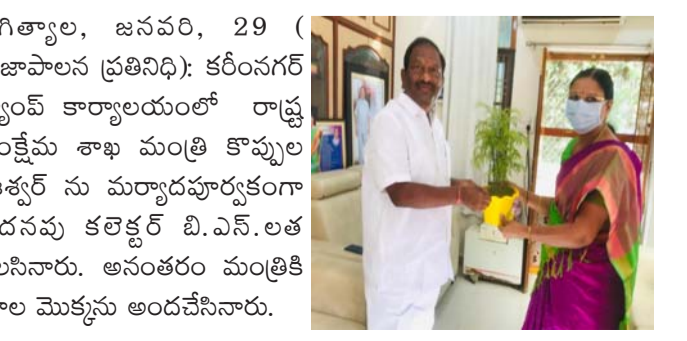 గిత్యాల, జనవరి, 29 (
జాపాలన ప్రతినిధి): కరీంనగర్
్యాంప్ కార్యాలయంలో రాష్ట్ర
ంక్షేమ శాఖ మంత్రి కొప్పుల
శ్వర్ ను మర్యాదపూర్వకంగా
దనవు కలెక్టర్ బి.ఎస్.లత
లసినారు. అనంతరం మంత్రికి
ాల మొక్కను అందచేసినారు.